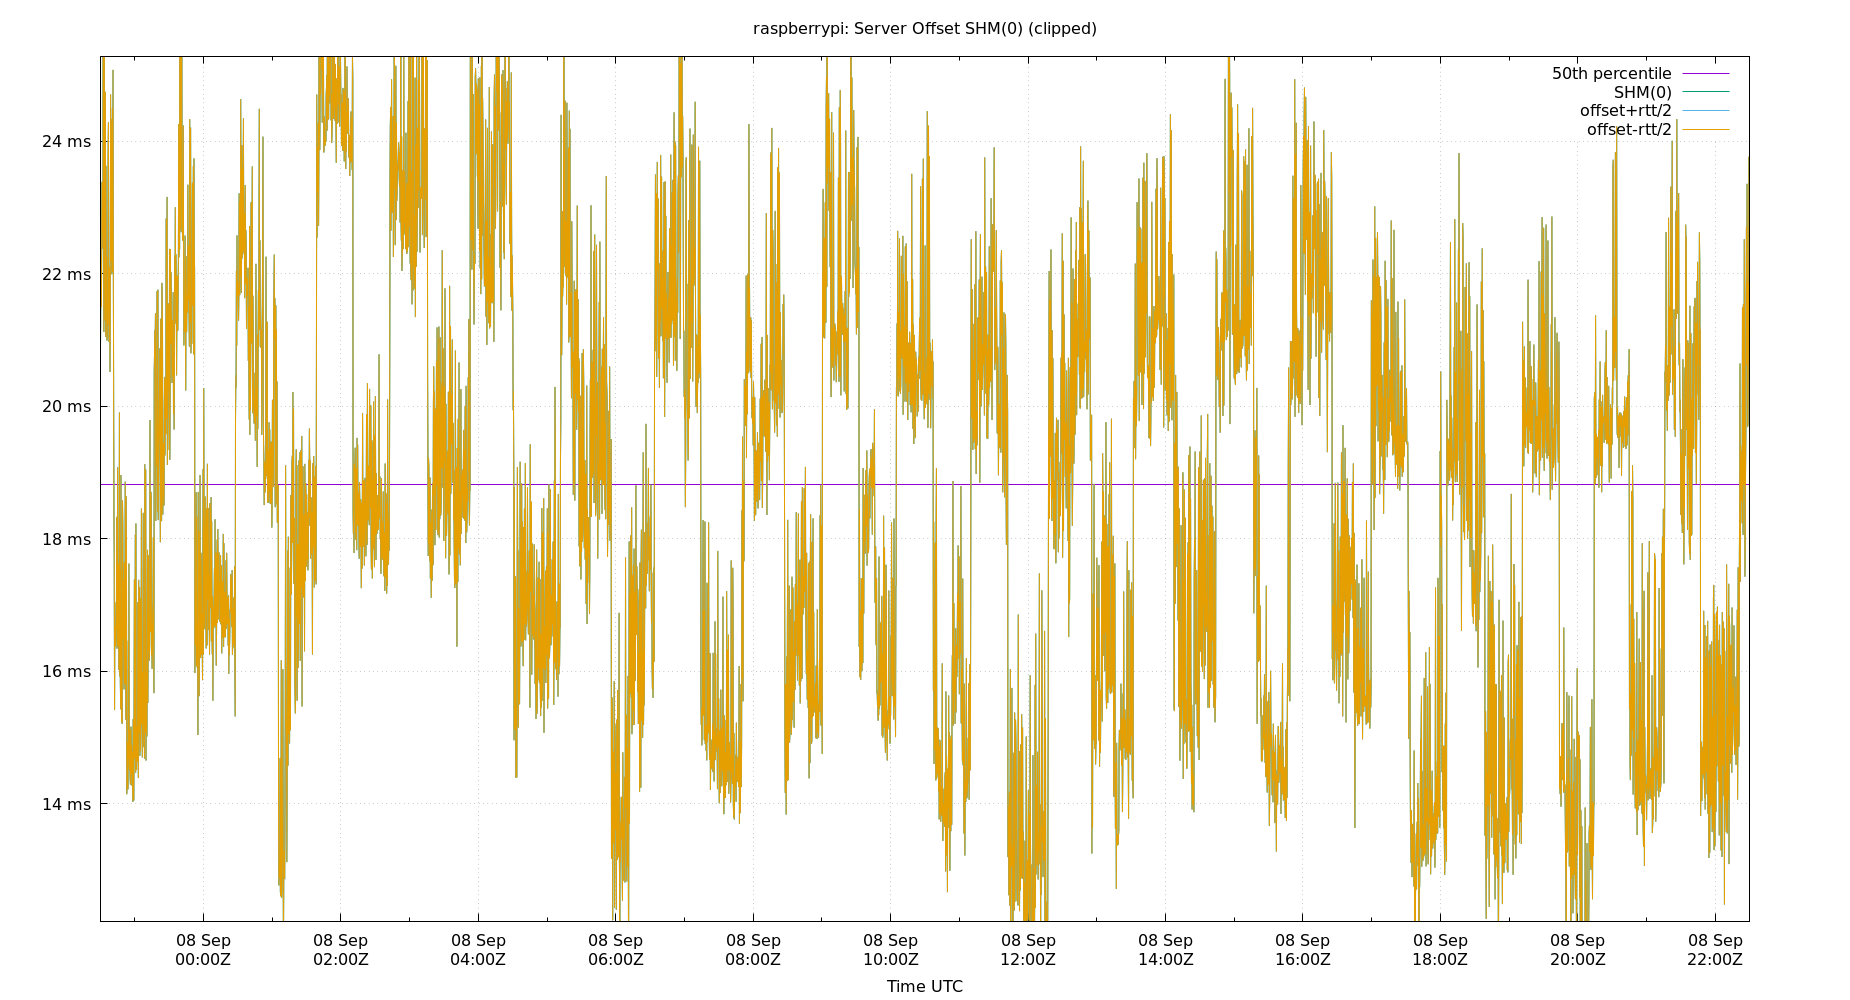 raspberrypi: Server Offset SHM(0) (clipped)
50th percentile
SHM(0)
offset+rtt/2
offset-rtt/2
24 ms
22 ms
20 ms
18 ms
16 ms
14 ms
08 Sep 08 Sep 08 Sep 08 Sep 08 Sep 08 Sep 08 Sep 08 Sep 08 Sep 08 Sep 08 Sep 08 Sep
00:00Z 02:00Z 04:00Z 06:00Z 08:00Z 10:00Z 12:00Z 14:00Z 16:00Z 18:00Z 20:00Z 22:00Z
Time UTC